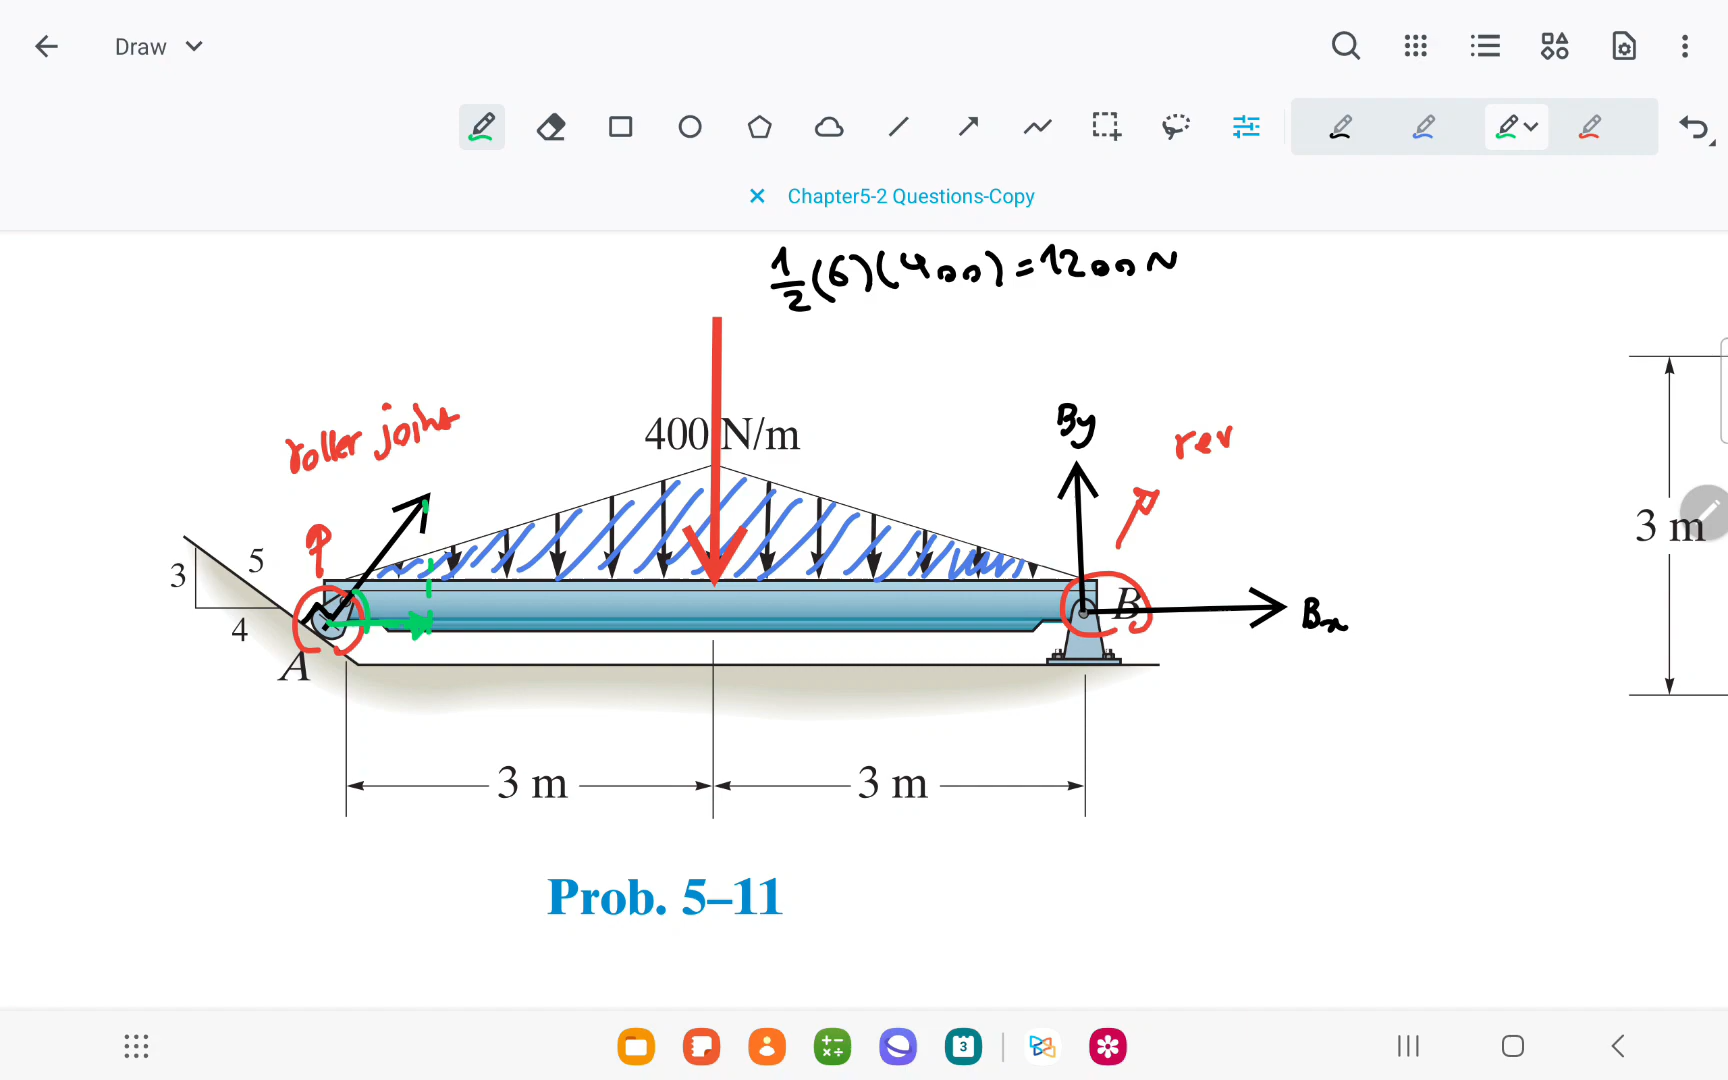 Draw
Chapter5-2 Questions-Copy
1/2 (6)(400) = 1200 N
By
rev
roller joint
400 N/m
5
3
4
A
B
Bx
3 m
3 m
3 m
Prob. 5–11
3